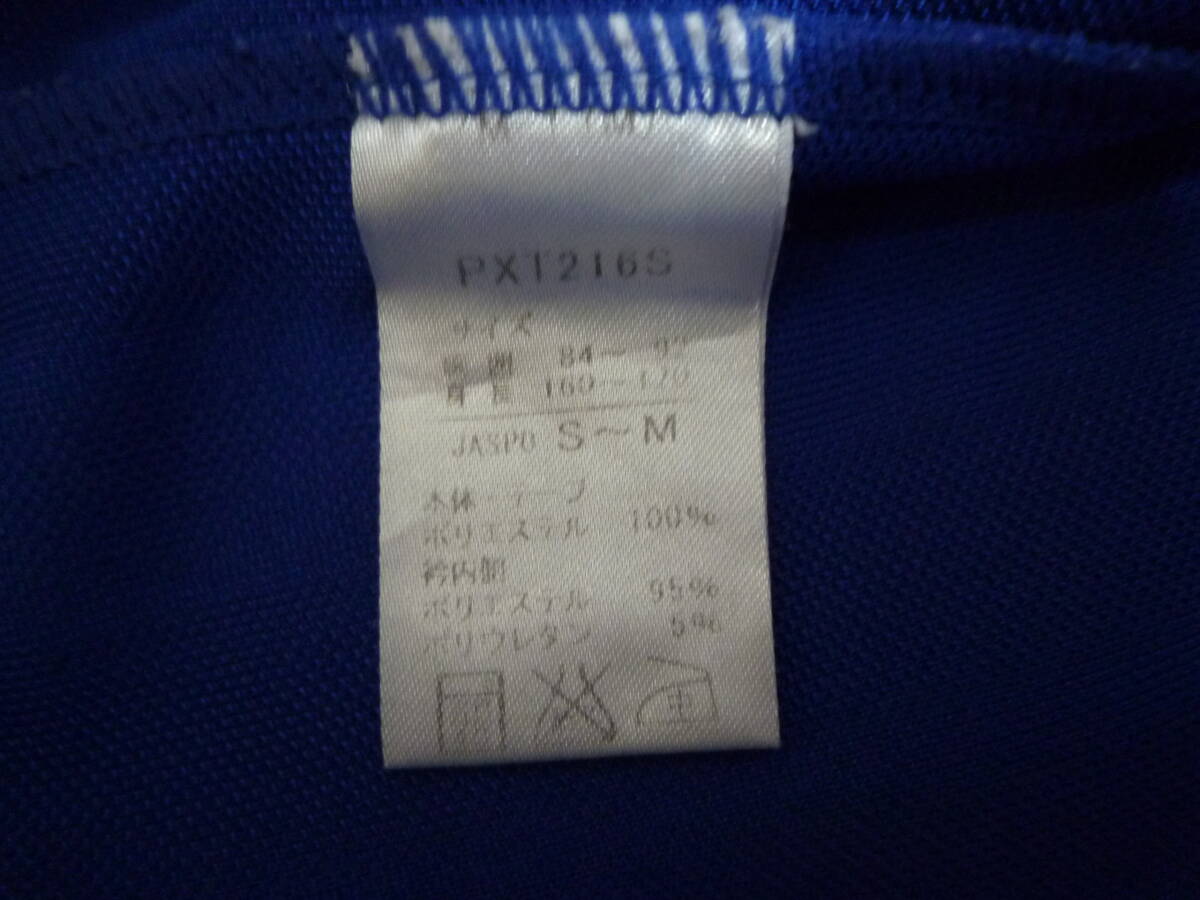 PXT216S
サイズ
胸囲 84～92
身長 160～170
JASPO S～M
本体・テープ
ポリエステル 100%
衿内側
ポリエステル 95%
ポリウレタン 5%
中